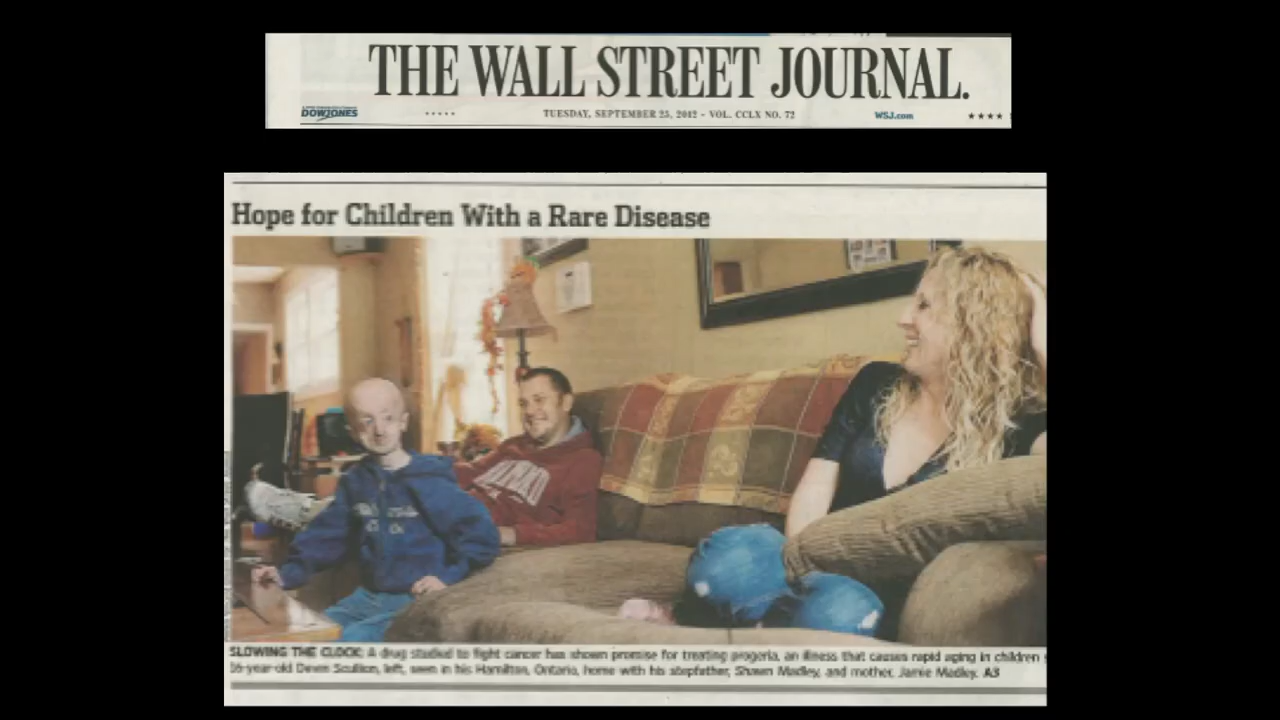 THE WALL STREET JOURNAL.
DOWJONES
★★★★★ TUESDAY, SEPTEMBER 25, 2012 ~ VOL. CCLX NO. 72 WSJ.com ★★★★
Hope for Children With a Rare Disease
SLOWING THE CLOCK: A drug studied to fight cancer has shown promise for treating progeria, an illness that causes rapid aging in children
16-year-old Devin Scullion, left, seen in his Hamilton, Ontario, home with his stepfather, Shawn Madley, and mother, Jamie Madley. A3